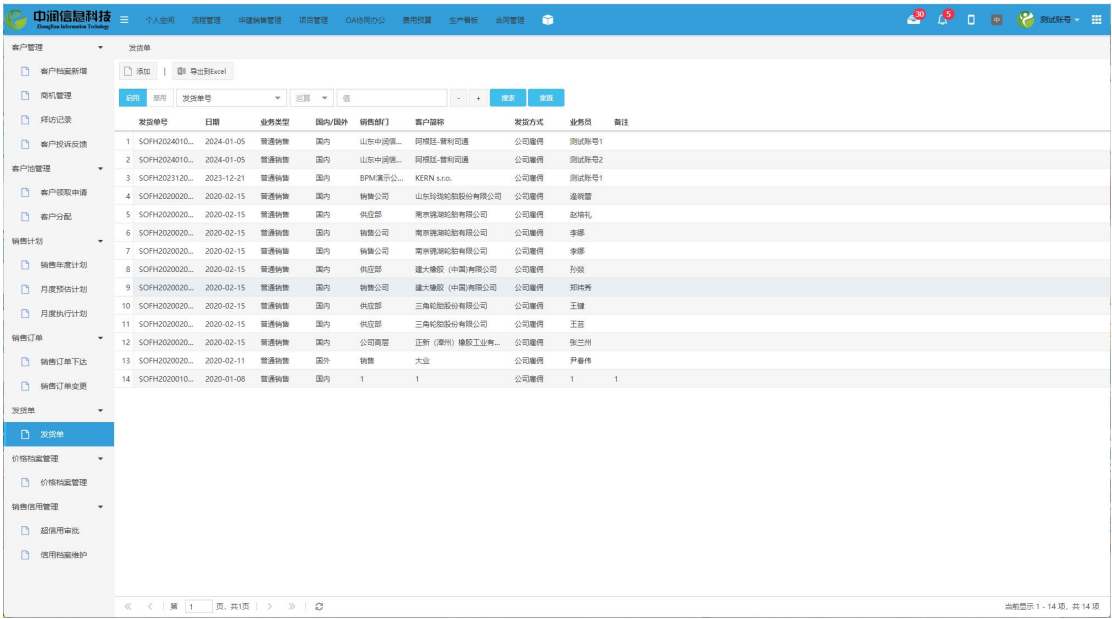 中润信息科技 ☰ 个人空间 流程管理 华建销售管理 项目管理 OA协同办公 费用预算 生产看板 合同管理 30 5 中 测试账号
ZhongRun Information Technology
客户管理
客户档案新增
商机管理
拜访记录
客户投诉反馈
客户池管理
客户领取申请
客户分配
销售计划
销售年度计划
月度预估计划
月度执行计划
销售订单
销售订单下达
销售订单变更
发货单
发货单
价格档案管理
价格档案管理
销售信用管理
超信用审批
信用档案维护
发货单
添加 | 导出到Excel
启用 禁用 发货单号 运算 值 - + 搜索 重置
发货单号 日期 业务类型 国内/国外 销售部门 客户简称 发货方式 业务员 备注
1 SOFH2024010... 2024-01-05 普通销售 国内 山东中润信... 阿根廷-普利司通 公司雇佣 测试账号1
2 SOFH2024010... 2024-01-05 普通销售 国内 山东中润信... 阿根廷-普利司通 公司雇佣 测试账号2
3 SOFH2023120... 2023-12-21 普通销售 国内 BPM演示公... KERN s.r.o. 公司雇佣 测试账号1
4 SOFH2020020... 2020-02-15 普通销售 国内 销售公司 山东玲珑轮胎股份有限公司 公司雇佣 逄晓蕾
5 SOFH2020020... 2020-02-15 普通销售 国内 供应部 南京锦湖轮胎有限公司 公司雇佣 赵培礼
6 SOFH2020020... 2020-02-15 普通销售 国内 销售公司 南京锦湖轮胎有限公司 公司雇佣 李娜
7 SOFH2020020... 2020-02-15 普通销售 国内 销售公司 南京锦湖轮胎有限公司 公司雇佣 李娜
8 SOFH2020020... 2020-02-15 普通销售 国内 供应部 建大橡胶（中国)有限公司 公司雇佣
9 SOFH2020020... 2020-02-15 普通销售 国内 销售公司 建大橡胶（中国)有限公司 公司雇佣 郑纬秀
10 SOFH2020020... 2020-02-15 普通销售 国内 供应部 三角轮胎股份有限公司 公司雇佣 王健
11 SOFH2020020... 2020-02-15 普通销售 国内 供应部 三角轮胎股份有限公司 公司雇佣 王芸
12 SOFH2020020... 2020-02-15 普通销售 国内 公司高层 正新（漳州）橡胶工业有... 公司雇佣 张兰州
13 SOFH2020020... 2020-02-11 普通销售 国外 销售 大业 公司雇佣 尹春伟
14 SOFH2020010... 2020-01-08 普通销售 国内 1 1 公司雇佣 1 1
第 1 页, 共1页 当前显示 1 - 14 项, 共 14 项